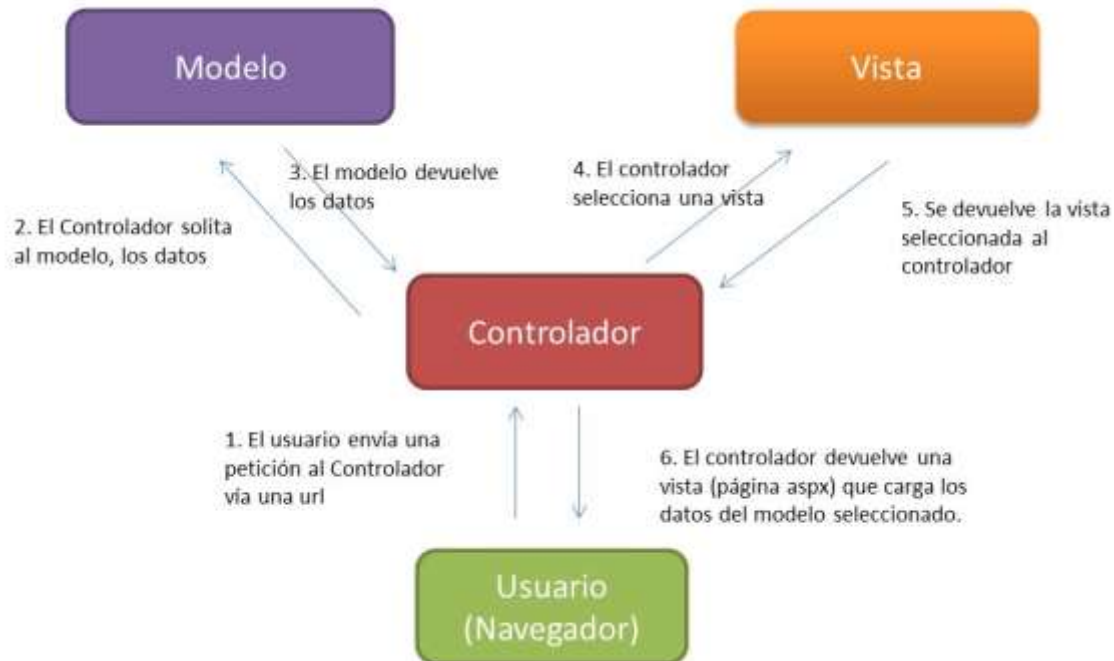 Modelo
Vista
3. El modelo devuelve
los datos
4. El controlador
selecciona una vista
2. El Controlador solita
al modelo, los datos
5. Se devuelve la vista
seleccionada al
controlador
Controlador
1. El usuario envía una
petición al Controlador
vía una url
6. El controlador devuelve una
vista (página aspx) que carga los
datos del modelo seleccionado.
Usuario
(Navegador)